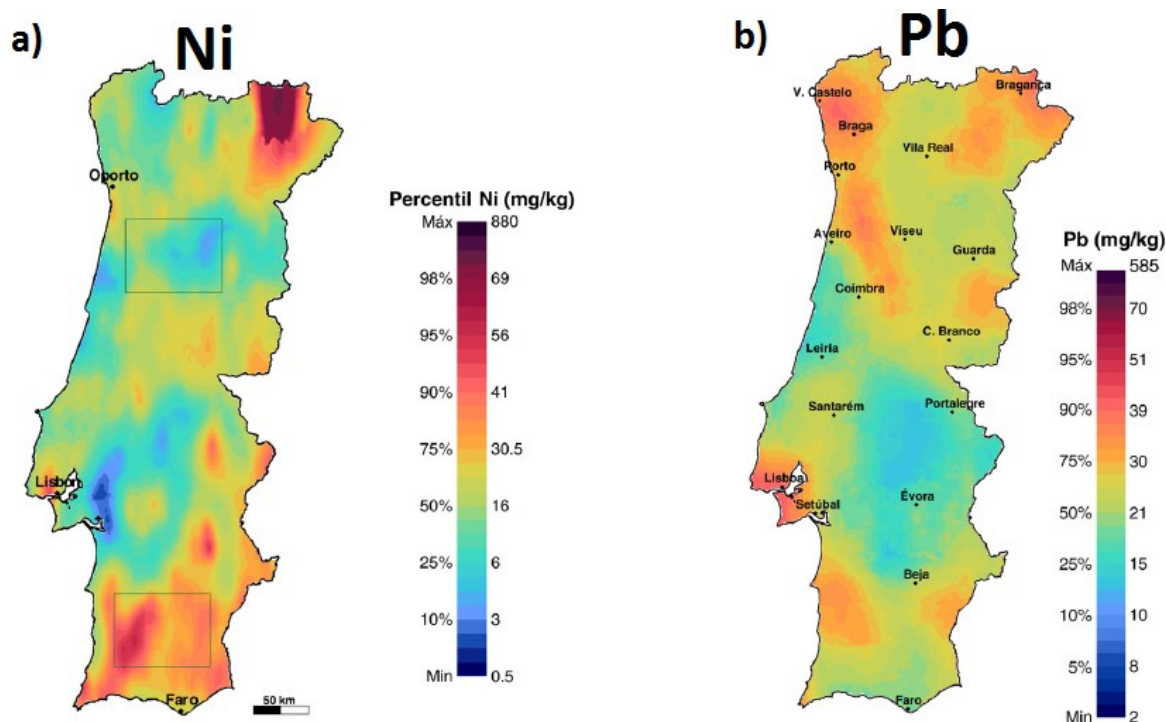 a)
Ni
Oporto
Lisbón
Faro
50 km
Percentil Ni (mg/kg)
Máx 880
98% 69
95% 56
90% 41
75% 30.5
50% 16
25% 6
10% 3
Min 0.5
b)
Pb
V. Castelo
Bragança
Braga
Vila Real
Porto
Aveiro
Viseu
Guarda
Coimbra
C. Branco
Leiria
Santarém
Portalegre
Lisboa
Setúbal
Évora
Beja
Faro
Pb (mg/kg)
Máx 585
98% 70
95% 51
90% 39
75% 30
50% 21
25% 15
10% 10
5% 8
Min 2